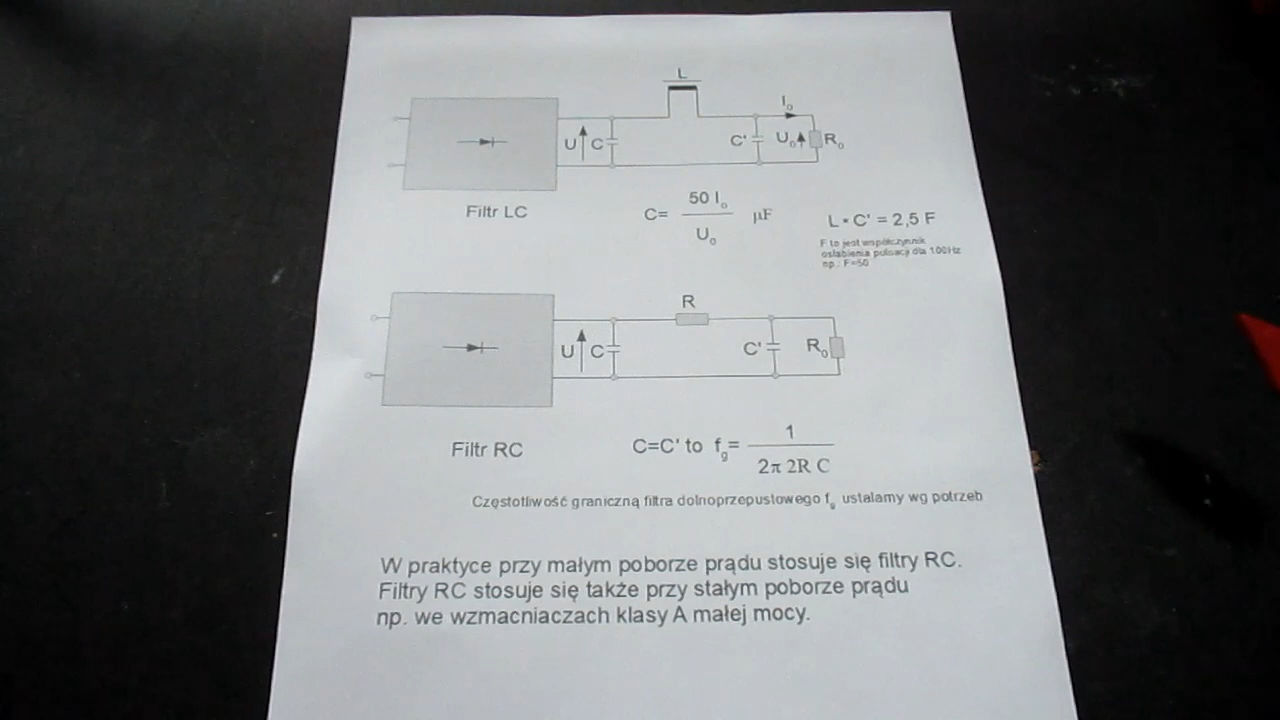 L
I₀
U C C' U₀ R₀
Filtr LC
C= 50 I₀ / U₀ µF
L • C' = 2,5 F
F to jest współczynnik
osłabienia pulsacji dla 100Hz
np.: F=50
R
U C C' R₀
Filtr RC
C=C' to fg= 1 / 2π 2R C
Częstotliwość graniczną filtra dolnoprzepustowego fg ustalamy wg potrzeb
W praktyce przy małym poborze prądu stosuje się filtry RC.
Filtry RC stosuje się także przy stałym poborze prądu
np. we wzmacniaczach klasy A małej mocy.